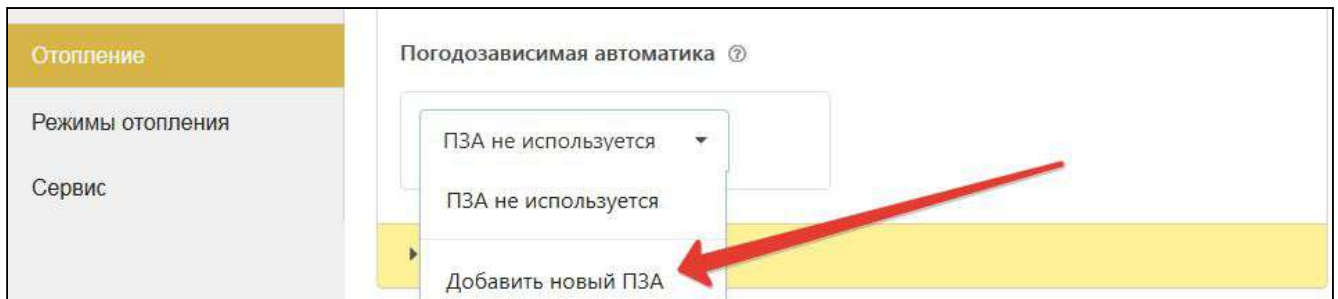 Отопление
Режимы отопления
Сервис
Погодозависимая автоматика ?
ПЗА не используется
ПЗА не используется
Добавить новый ПЗА